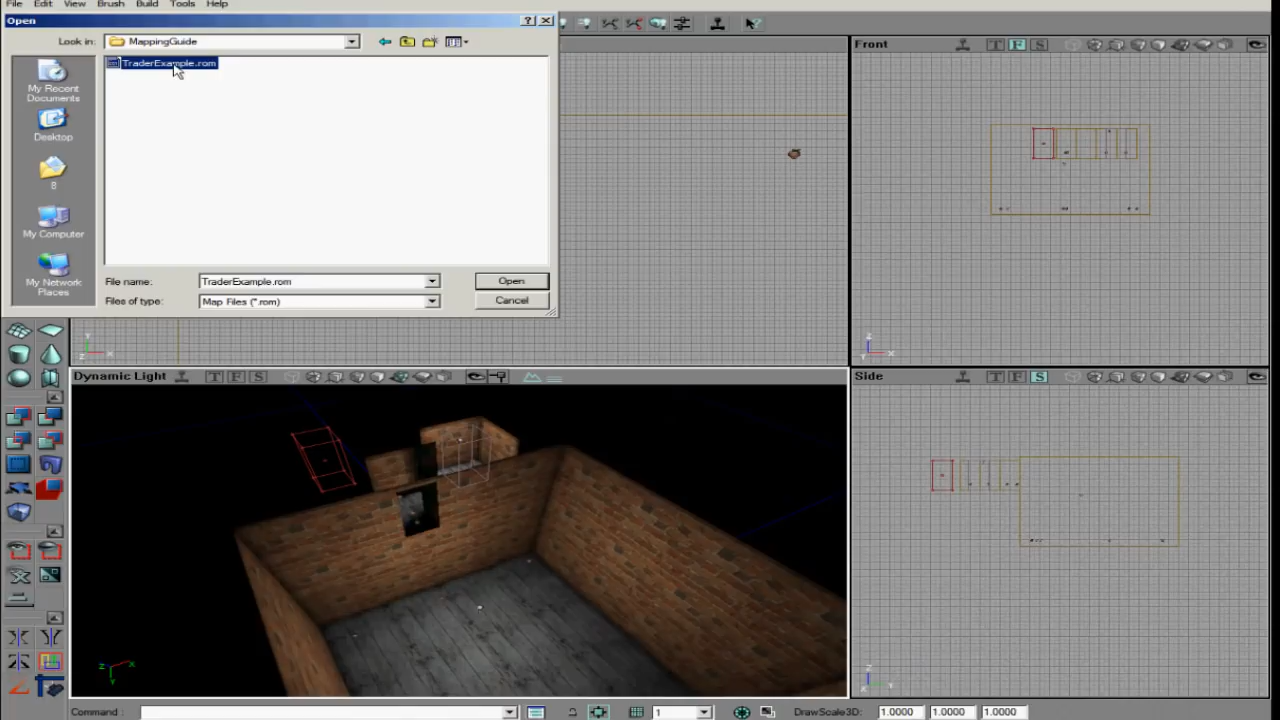 File Edit View Brush Build Tools Help
Open
Look in: MappingGuide
TraderExample.rom
My Recent
Documents
Desktop
8
My Computer
My Network
Places
File name: TraderExample.rom Open
Files of type: Map Files (*.rom) Cancel
Front T F S
Z
Y X
Y
Z X
Dynamic Light T F S
Side T F S
Z X
Y
Z
X
Command : 1 DrawScale3D: 1.0000 1.0000 1.0000